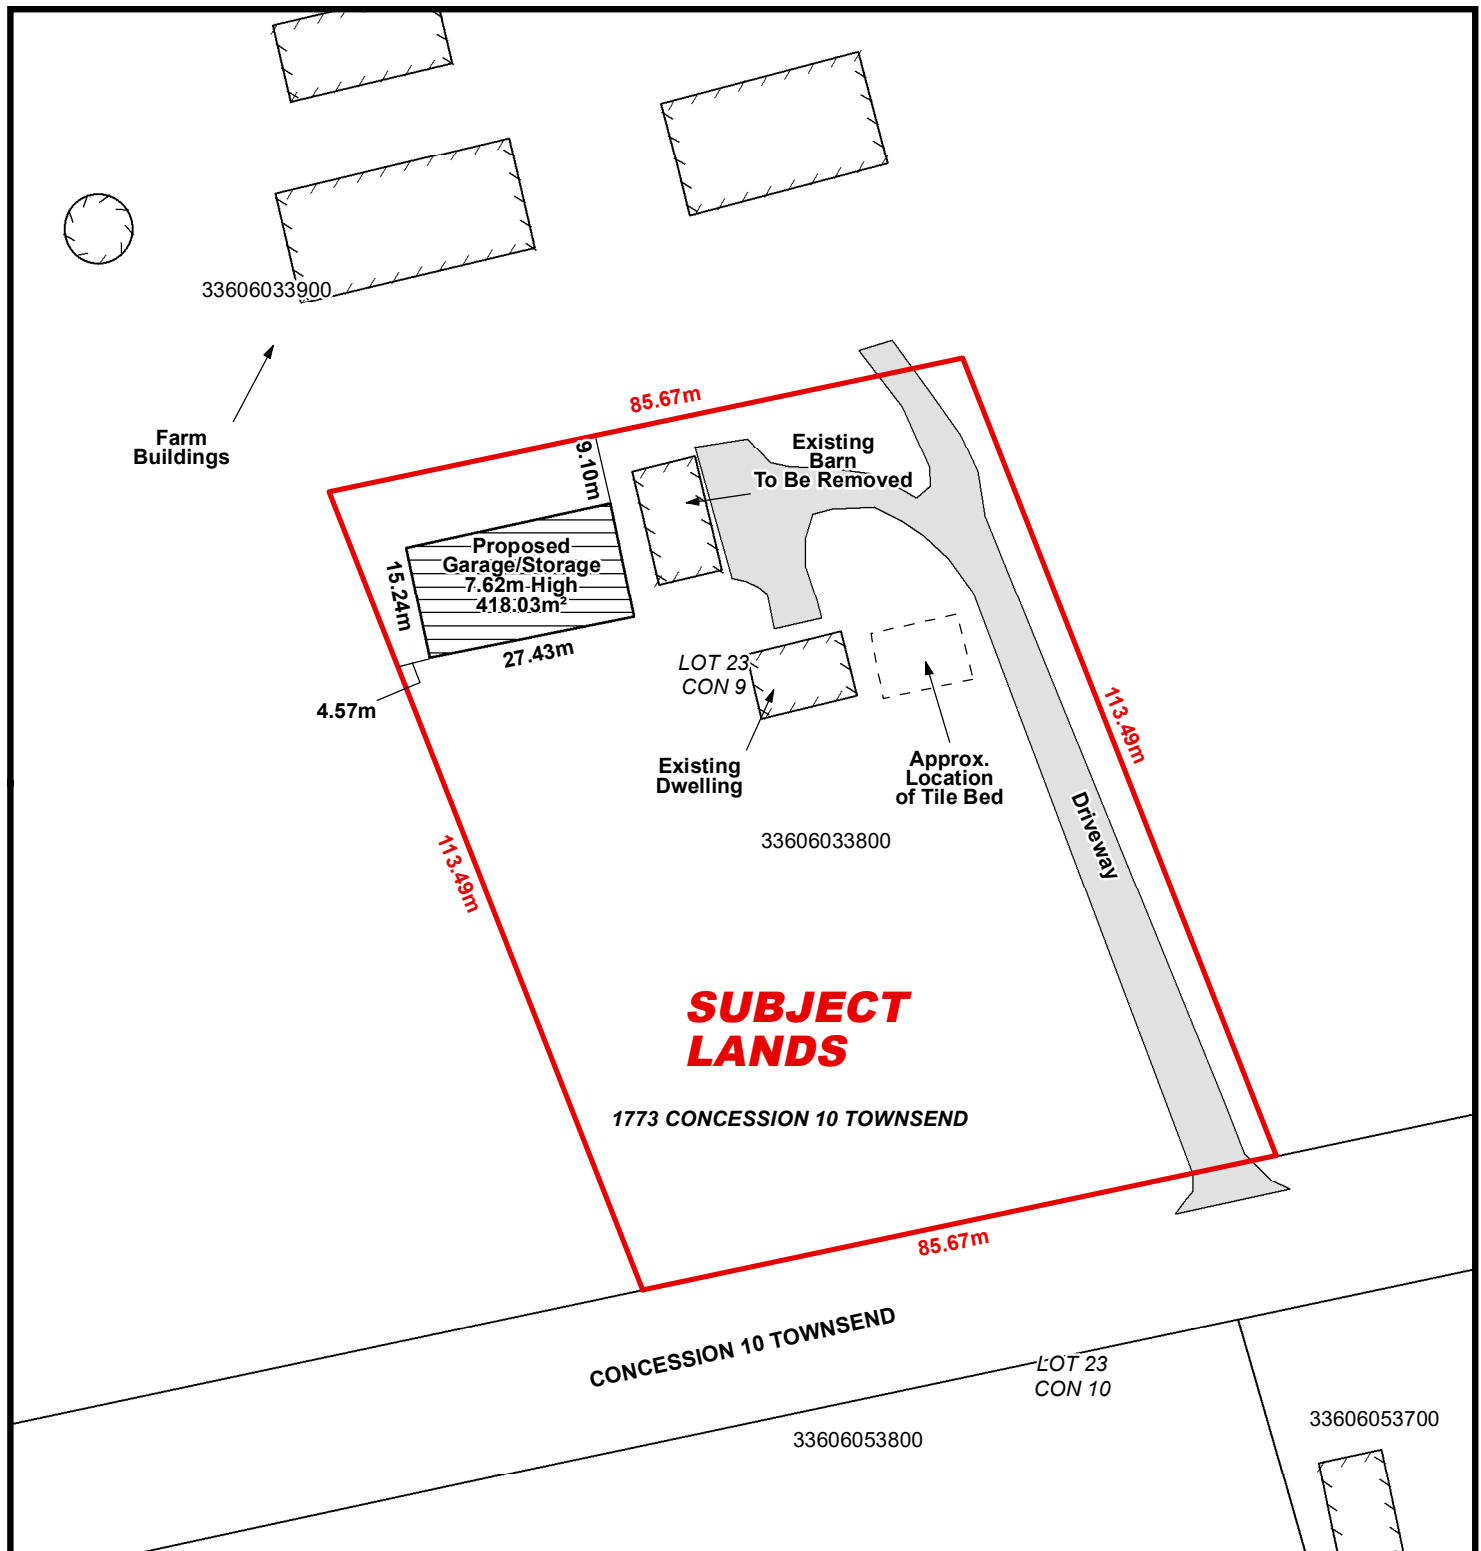 33606033900
Farm
Buildings
85.67m
9.10m
Existing
Barn
To Be Removed
Proposed
Garage/Storage
7.62m High
418.03m²
15.24m
27.43m
4.57m
LOT 23
CON 9
Existing
Dwelling
Approx.
Location
of Tile Bed
113.49m
Driveway
33606033800
113.49m
SUBJECT
LANDS
1773 CONCESSION 10 TOWNSEND
85.67m
CONCESSION 10 TOWNSEND
LOT 23
CON 10
33606053700
33606053800